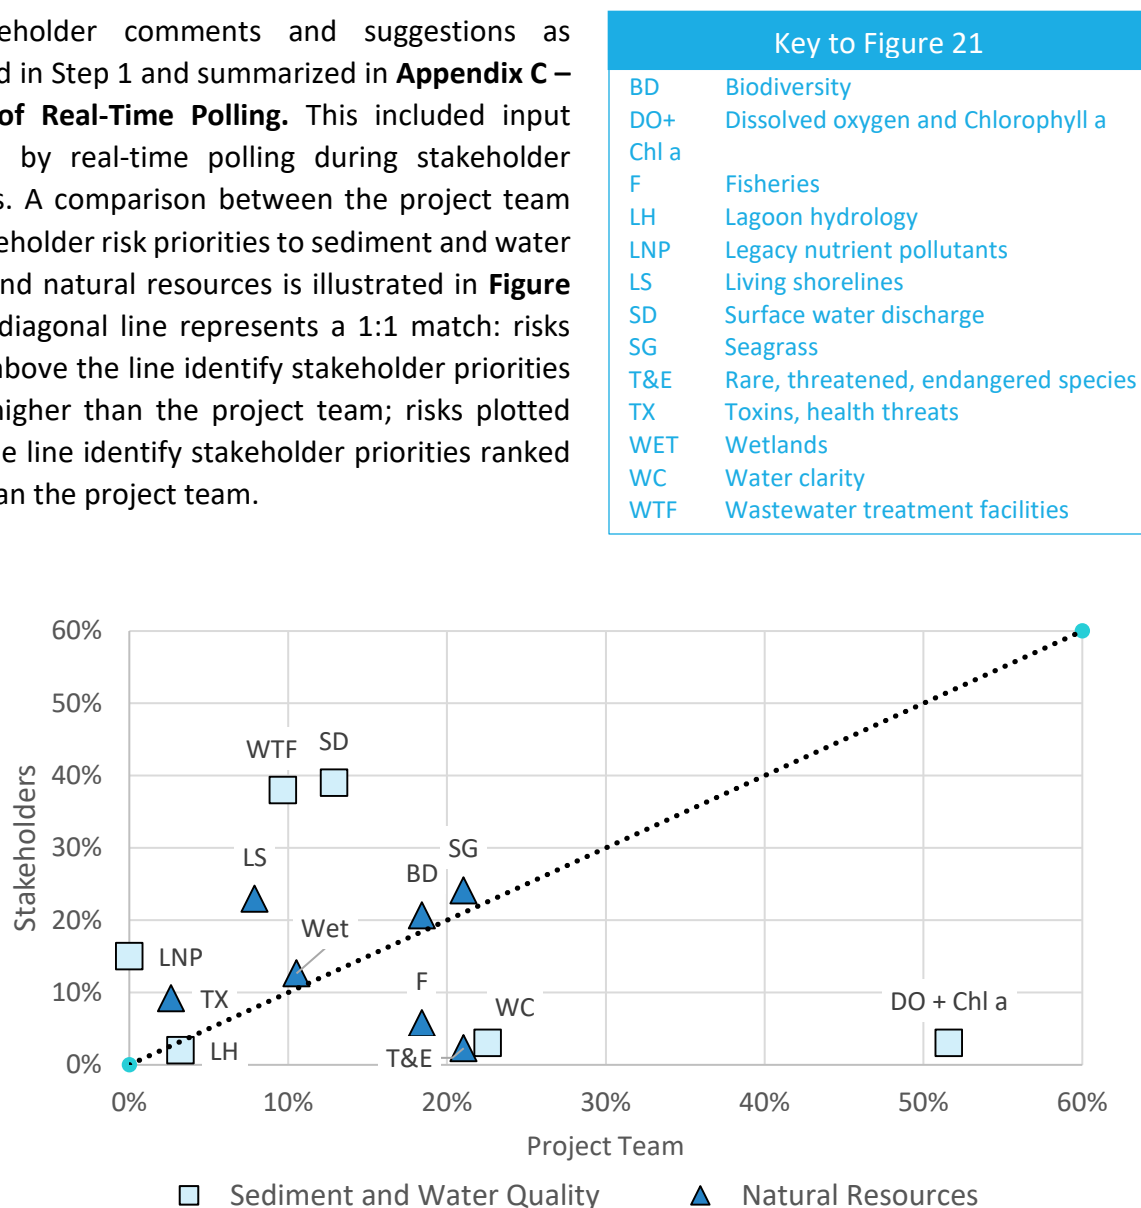 eholder comments and suggestions as
d in Step 1 and summarized in Appendix C –
of Real-Time Polling. This included input
by real-time polling during stakeholder
s. A comparison between the project team
eholder risk priorities to sediment and water
nd natural resources is illustrated in Figure
diagonal line represents a 1:1 match: risks
above the line identify stakeholder priorities
higher than the project team; risks plotted
e line identify stakeholder priorities ranked
an the project team.
Key to Figure 21
BD Biodiversity
DO+ Dissolved oxygen and Chlorophyll a
Chl a
F Fisheries
LH Lagoon hydrology
LNP Legacy nutrient pollutants
LS Living shorelines
SD Surface water discharge
SG Seagrass
T&E Rare, threatened, endangered species
TX Toxins, health threats
WET Wetlands
WC Water clarity
WTF Wastewater treatment facilities
60%
50%
WTF SD
40%
30%
LS BD SG
20%
Wet
LNP
10%
TX F WC DO + Chl a
LH T&E
0%
Stakeholders
0% 10% 20% 30% 40% 50% 60%
Project Team
Sediment and Water Quality Natural Resources